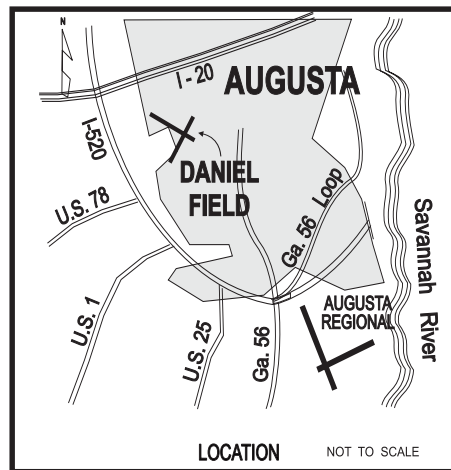 N
I - 20
AUGUSTA
I-520
DANIEL
FIELD
U.S. 78
Ga. 56 Loop
Savannah River
U.S. 1
U.S. 25
Ga. 56
AUGUSTA
REGIONAL
LOCATION
NOT TO SCALE